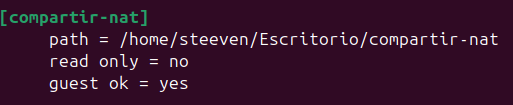 [compartir-nat]
path = /home/steeven/Escritorio/compartir-nat
read only = no
guest ok = yes